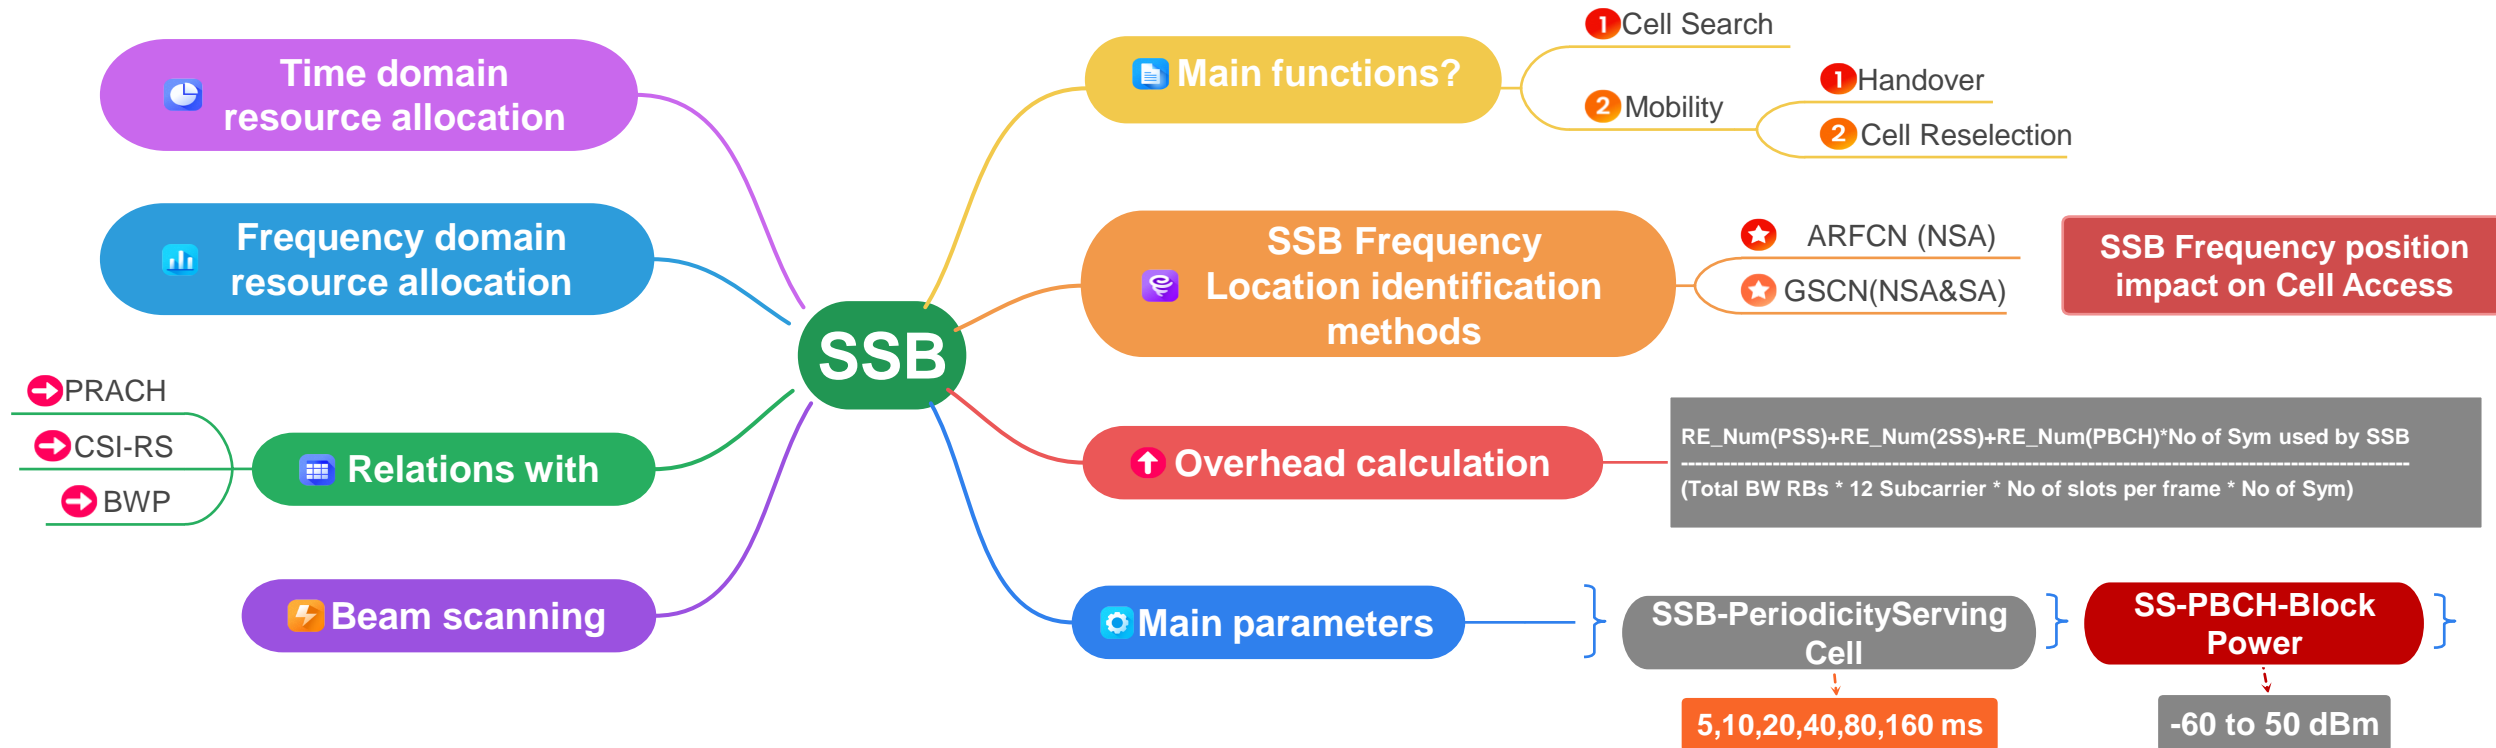 Time domain
resource allocation
Frequency domain
resource allocation
PRACH
CSI-RS
BWP
Relations with
Beam scanning
SSB
Main functions?
1 Cell Search
2 Mobility
1 Handover
2 Cell Reselection
SSB Frequency
Location identification
methods
ARFCN (NSA)
GSCN(NSA&SA)
SSB Frequency position
impact on Cell Access
Overhead calculation
RE_Num(PSS)+RE_Num(2SS)+RE_Num(PBCH)*No of Sym used by SSB
(Total BW RBs * 12 Subcarrier * No of slots per frame * No of Sym)
Main parameters
SSB-PeriodicityServing
Cell
5,10,20,40,80,160 ms
SS-PBCH-Block
Power
-60 to 50 dBm